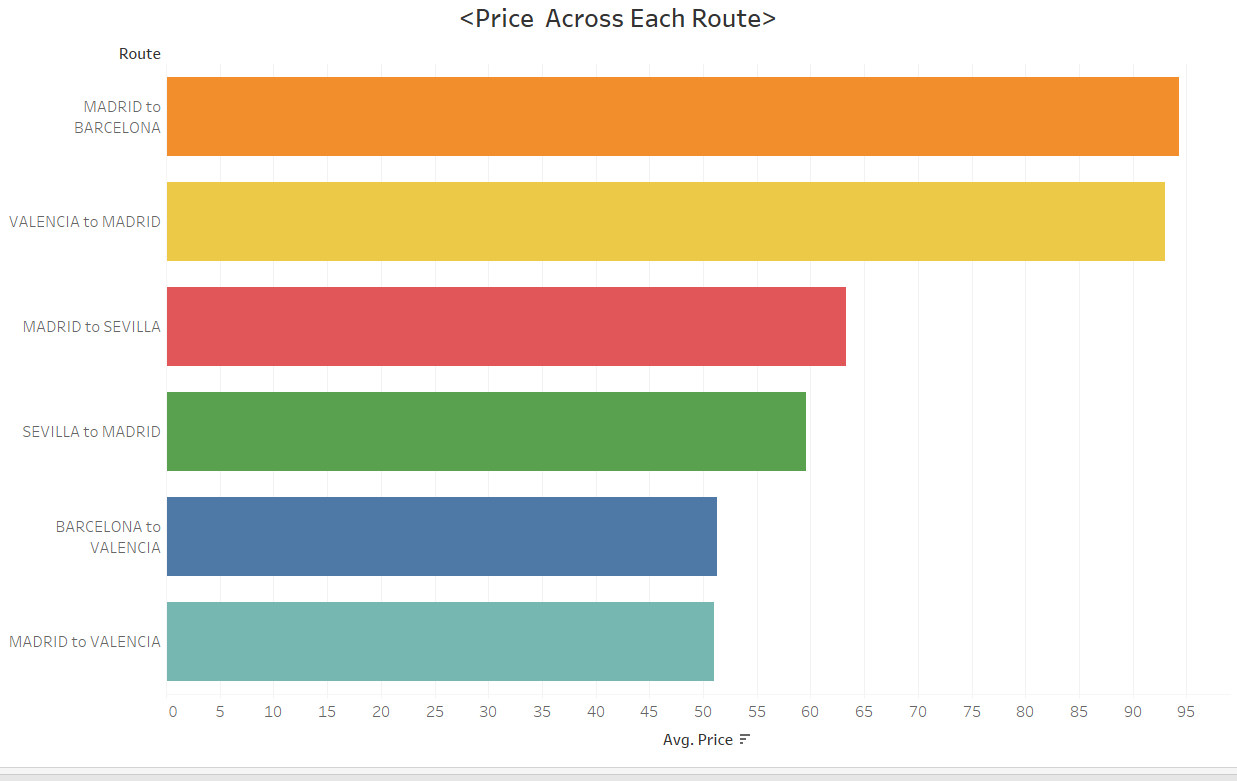 <Price  Across Each Route>
Route
MADRID to
BARCELONA
VALENCIA to MADRID
MADRID to SEVILLA
SEVILLA to MADRID
BARCELONA to
VALENCIA
MADRID to VALENCIA
0 5 10 15 20 25 30 35 40 45 50 55 60 65 70 75 80 85 90 95
Avg. Price